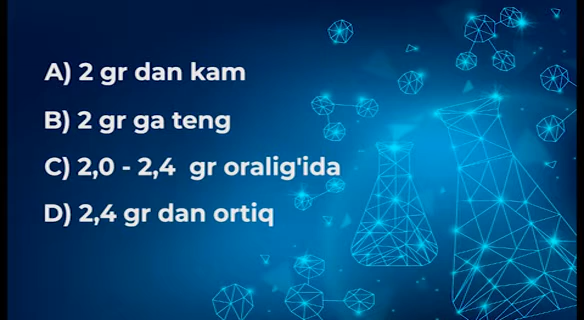 A) 2 gr dan kam
B) 2 gr ga teng
C) 2,0 - 2,4 gr oralig'ida
D) 2,4 gr dan ortiq